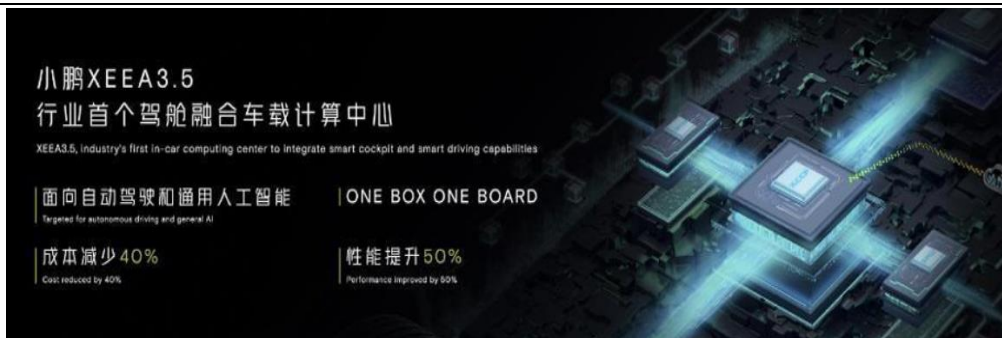 小鹏XEEA3.5
行业首个驾舱融合车载计算中心
XEEA3.5, industry's first in-car computing center to integrate smart cockpit and smart driving capabilities
面向自动驾驶和通用人工智能
Targeted for autonomous driving and general AI
ONE BOX ONE BOARD
成本减少40%
Cost reduced by 40%
性能提升50%
Performance improved by 50%